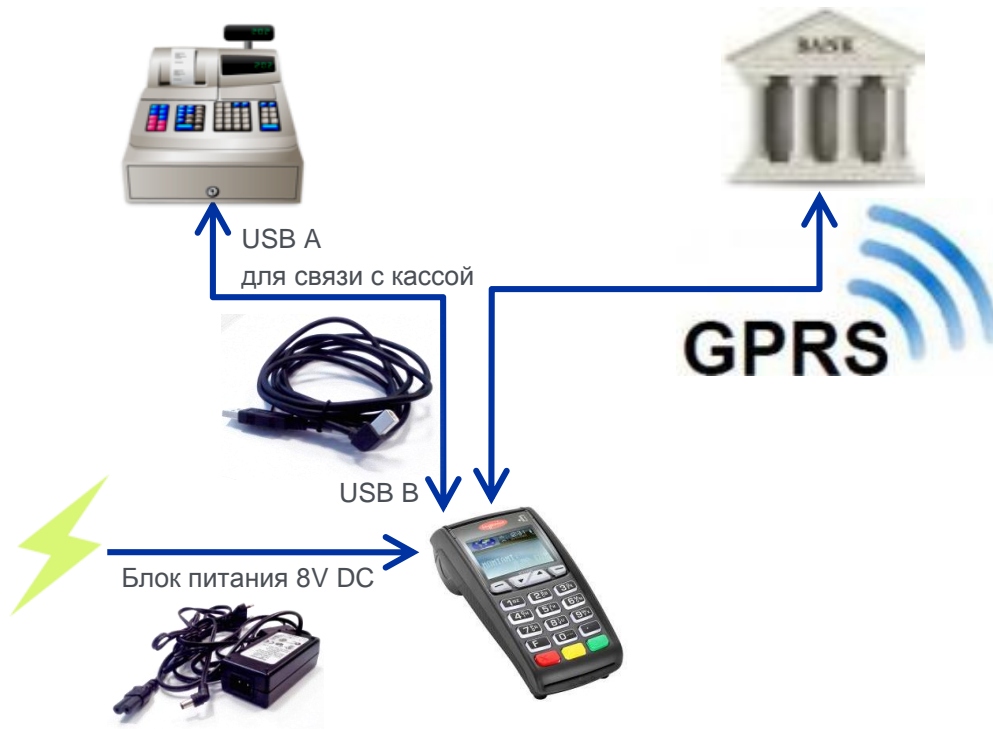 BANK
USB A
для связи с кассой
GPRS
USB B
Блок питания 8V DC